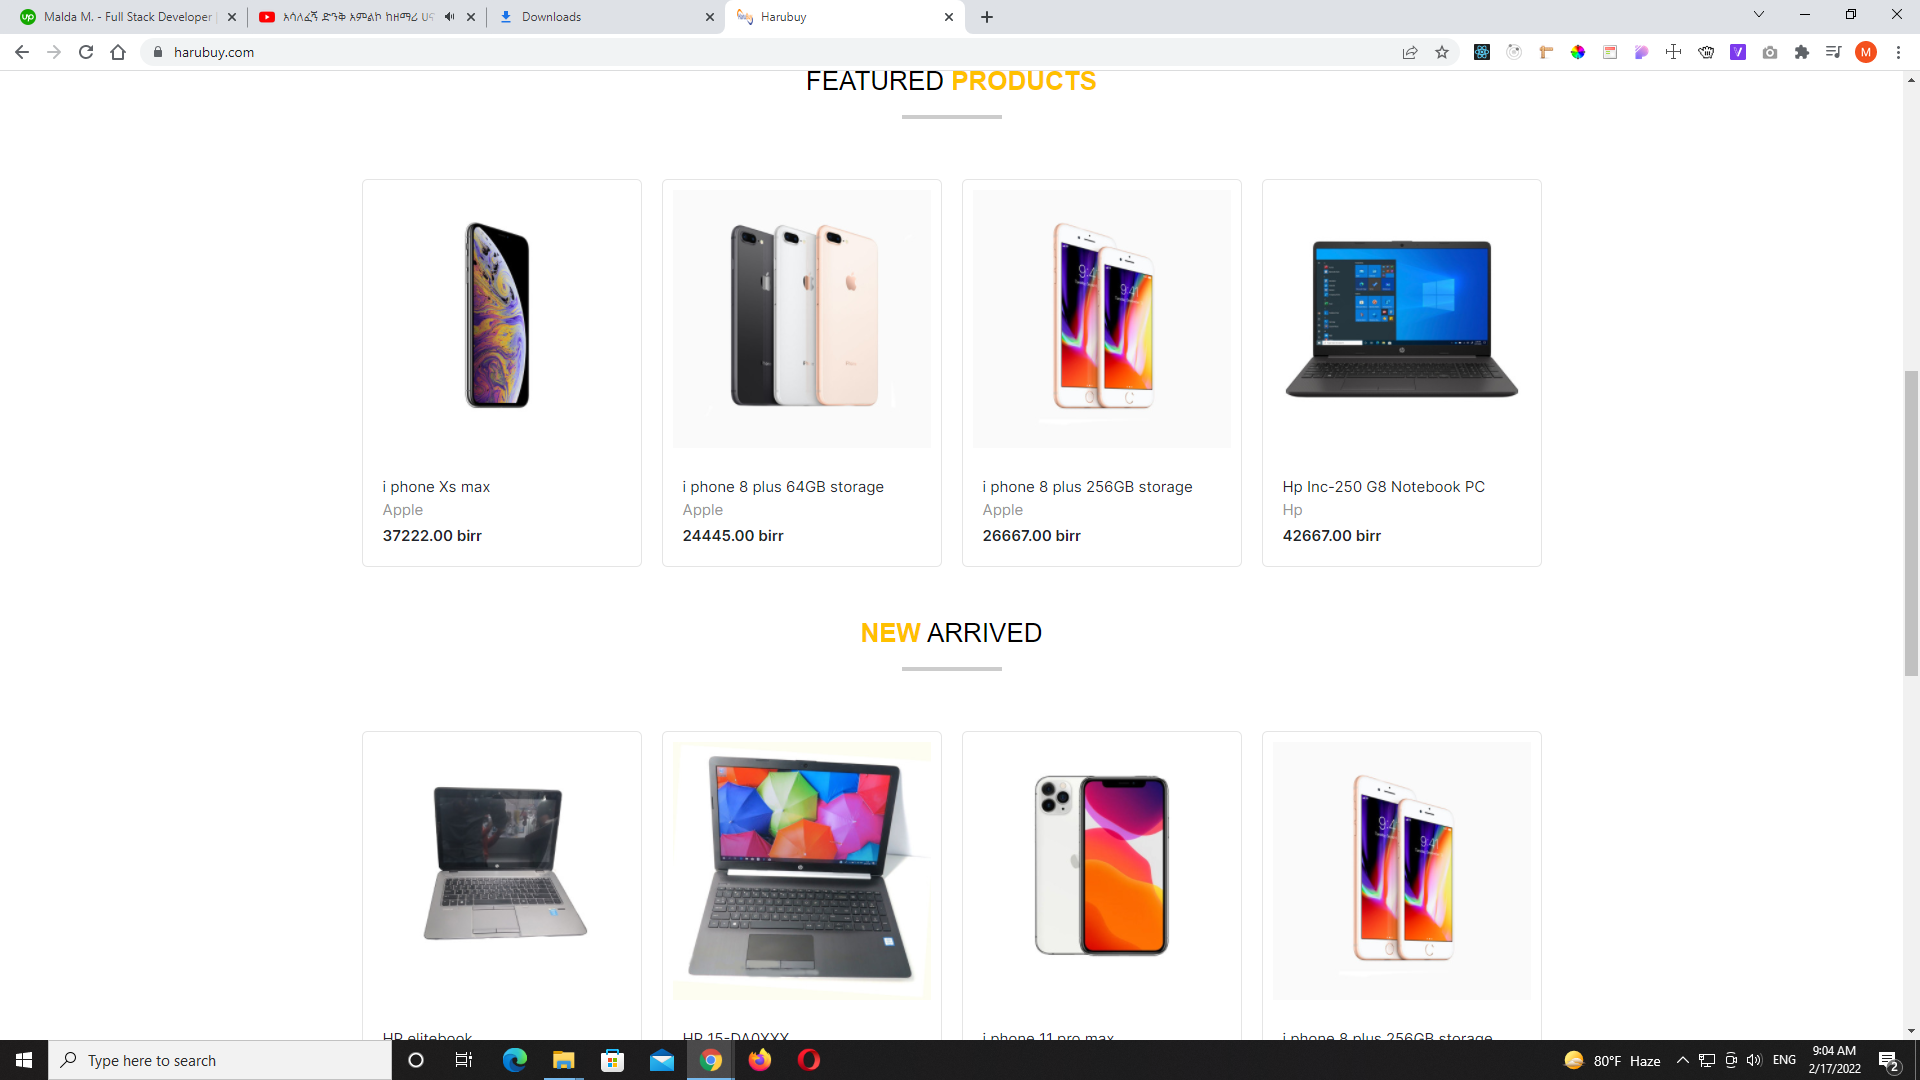 Malda M. - Full Stack Developer
አሳለፈኝ ድንቅ አምልኮ ከዘማሪ ሀና
Downloads
Harubuy
harubuy.com
M
FEATURED PRODUCTS
i phone Xs max
Apple
37222.00 birr
i phone 8 plus 64GB storage
Apple
24445.00 birr
i phone 8 plus 256GB storage
Apple
26667.00 birr
Hp Inc-250 G8 Notebook PC
Hp
42667.00 birr
NEW ARRIVED
HP elitebook
HP 15-DA0XXX
i phone 11 pro max
i phone 8 plus 256GB storage
Type here to search
80°F Haze
ENG
9:04 AM
2/17/2022
2